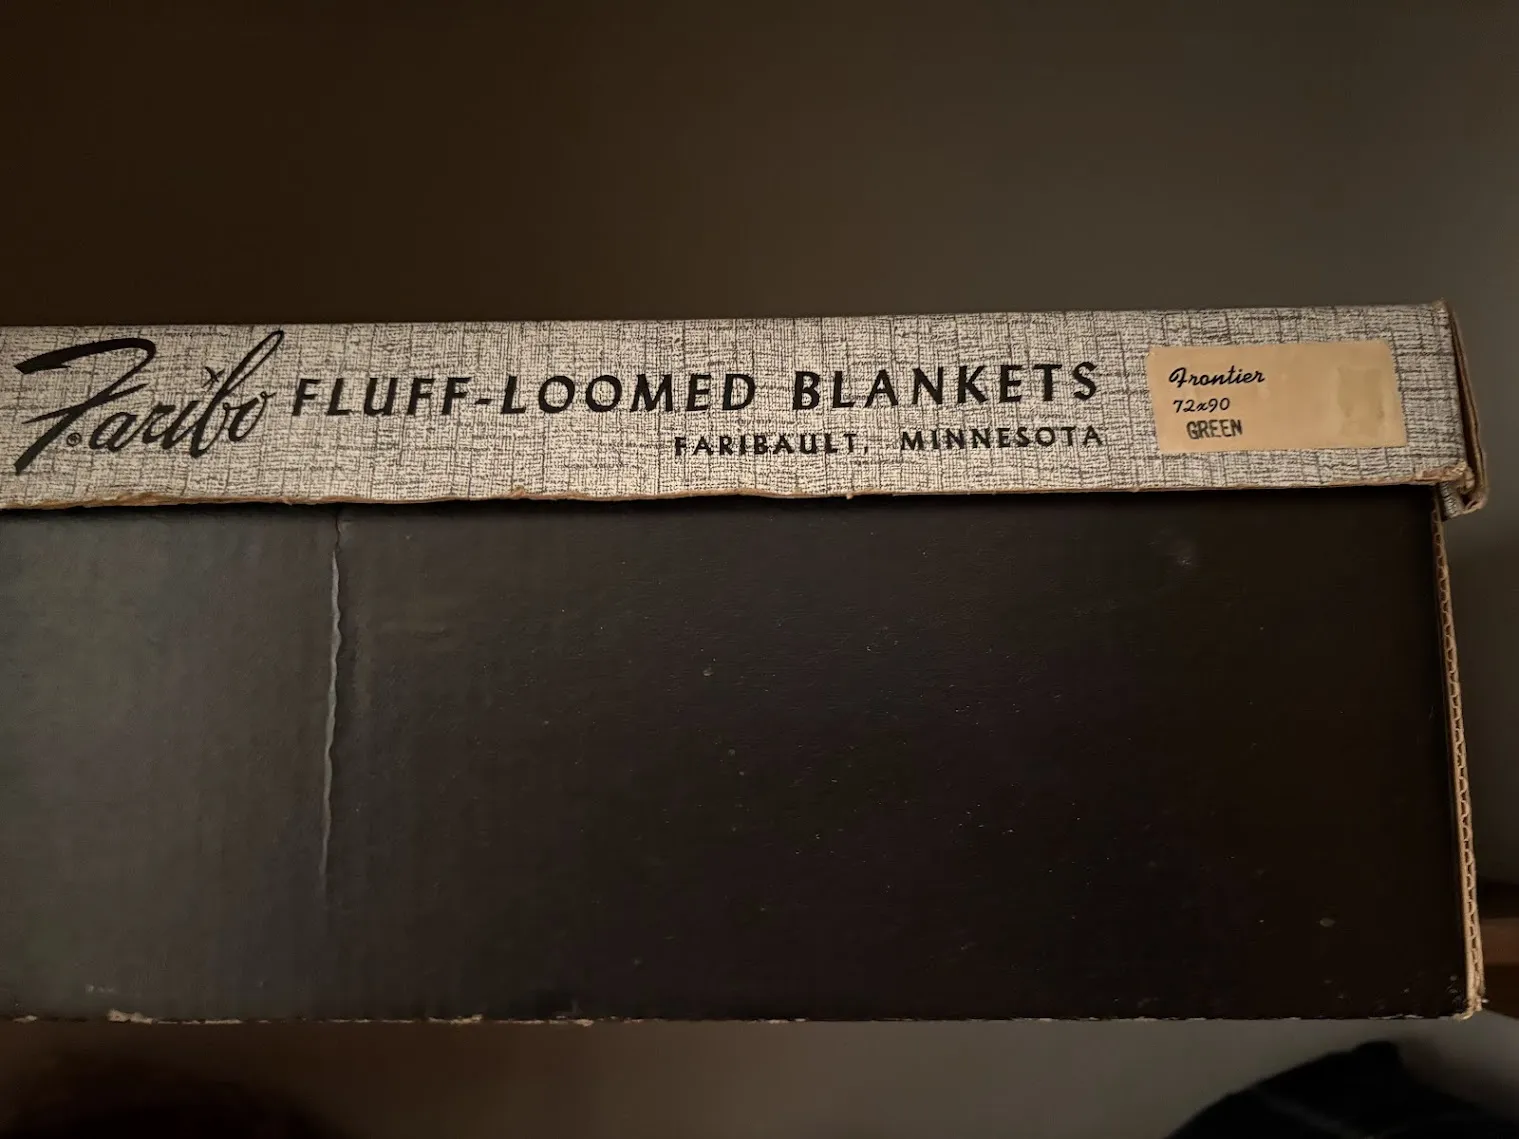 Faribo® FLUFF-LOOMED BLANKETS
FARIBAULT, MINNESOTA
Frontier
72x90
GREEN